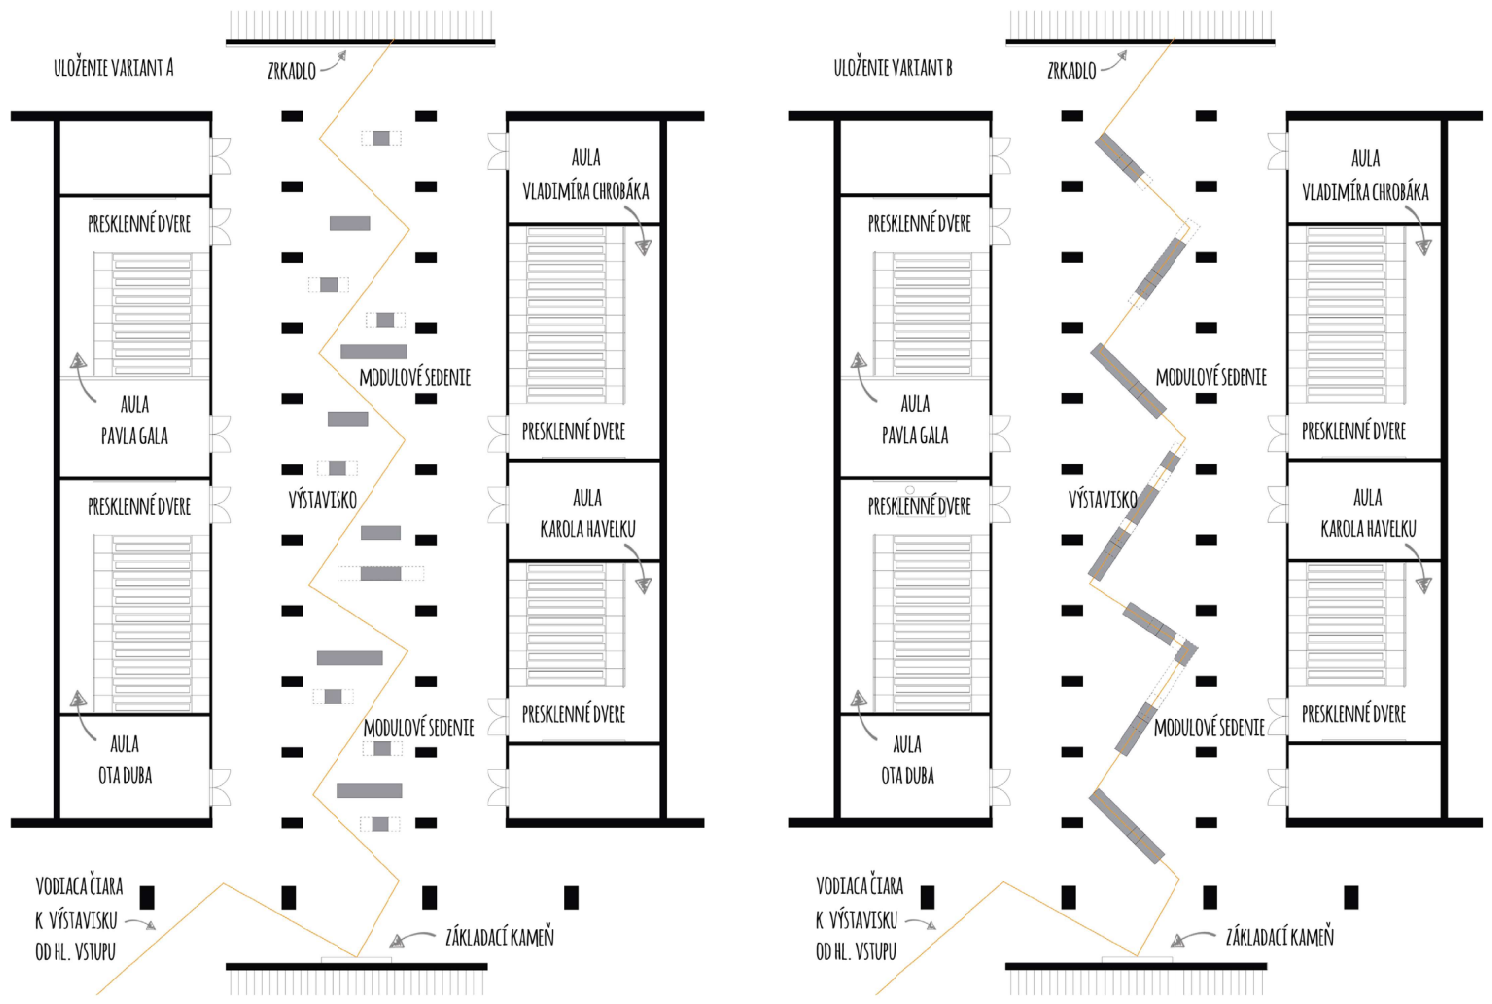 ULOŽENIE VARIANT A
ZRKADLO
AULA
VLADIMÍRA CHROBÁKA
PRESKLENNÉ DVERE
MODULOVÉ SEDENIE
AULA
PAVLA GALA
PRESKLENNÉ DVERE
VÝSTAVISKO
PRESKLENNÉ DVERE
AULA
KAROLA HAVELKU
MODULOVÉ SEDENIE
PRESKLENNÉ DVERE
AULA
OTA DUBA
VODIACA ČIARA
K VÝSTAVISKU
OD HL. VSTUPU
ZÁKLADACÍ KAMEŇ
ULOŽENIE VARIANT B
ZRKADLO
AULA
VLADIMÍRA CHROBÁKA
PRESKLENNÉ DVERE
MODULOVÉ SEDENIE
AULA
PAVLA GALA
PRESKLENNÉ DVERE
VÝSTAVISKO
PRESKLENNÉ DVERE
AULA
KAROLA HAVELKU
MODULOVÉ SEDENIE
PRESKLENNÉ DVERE
AULA
OTA DUBA
VODIACA ČIARA
K VÝSTAVISKU
OD HL. VSTUPU
ZÁKLADACÍ KAMEŇ